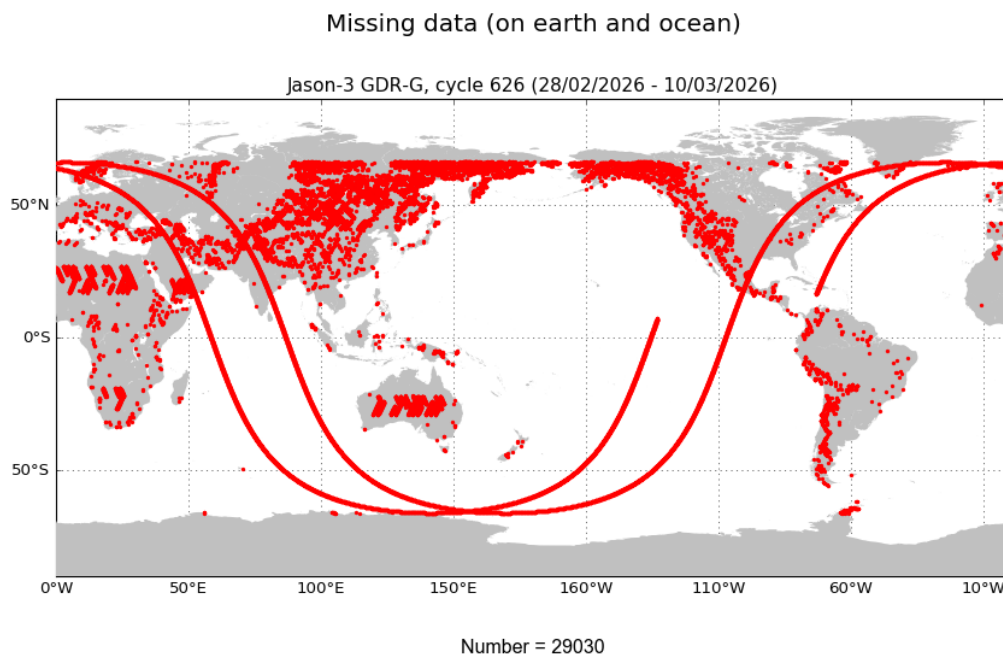 Missing data (on earth and ocean)
Jason-3 GDR-G, cycle 626 (28/02/2026 - 10/03/2026)
50°N
0°S
50°S
0°W 50°E 100°E 150°E 160°W 110°W 60°W 10°W
Number = 29030